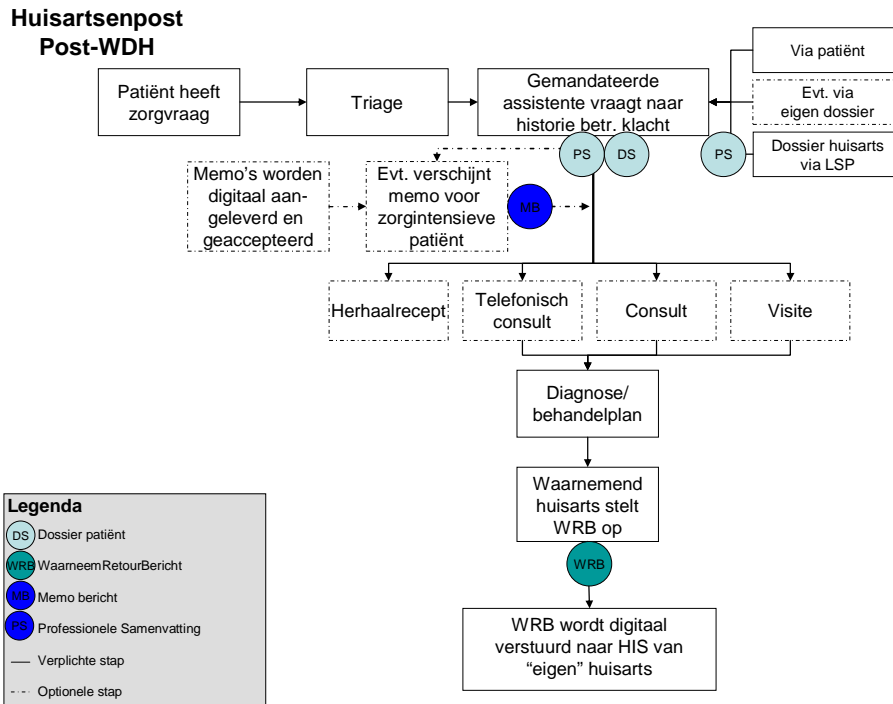 Huisartsenpost
Post-WDH
Patiënt heeft
zorgvraag
Triage
Gemandateerde
assistente vraagt naar
historie betr. klacht
Via patiënt
Evt. via
eigen dossier
Dossier huisarts
via LSP
PS
DS
PS
Memo's worden
digitaal aan-
geleverd en
geaccepteerd
Evt. verschijnt
memo voor
zorgintensieve
patiënt
MB
Herhaalrecept
Telefonisch
consult
Consult
Visite
Diagnose/
behandelplan
Waarnemend
huisarts stelt
WRB op
WRB
WRB wordt digitaal
verstuurd naar HIS van
“eigen” huisarts
Legenda
DS Dossier patiënt
WRB WaarneemRetourBericht
MB Memo bericht
PS Professionele Samenvatting
Verplichte stap
Optionele stap